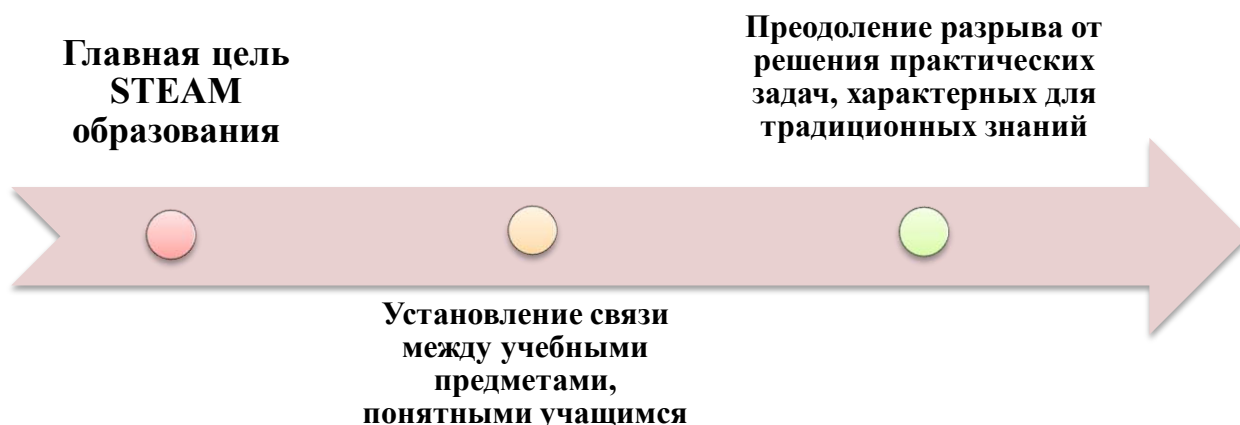 Главная цель
STEAM
образования
Преодоление разрыва от
решения практических
задач, характерных для
традиционных знаний
Установление связи
между учебными
предметами,
понятными учащимся